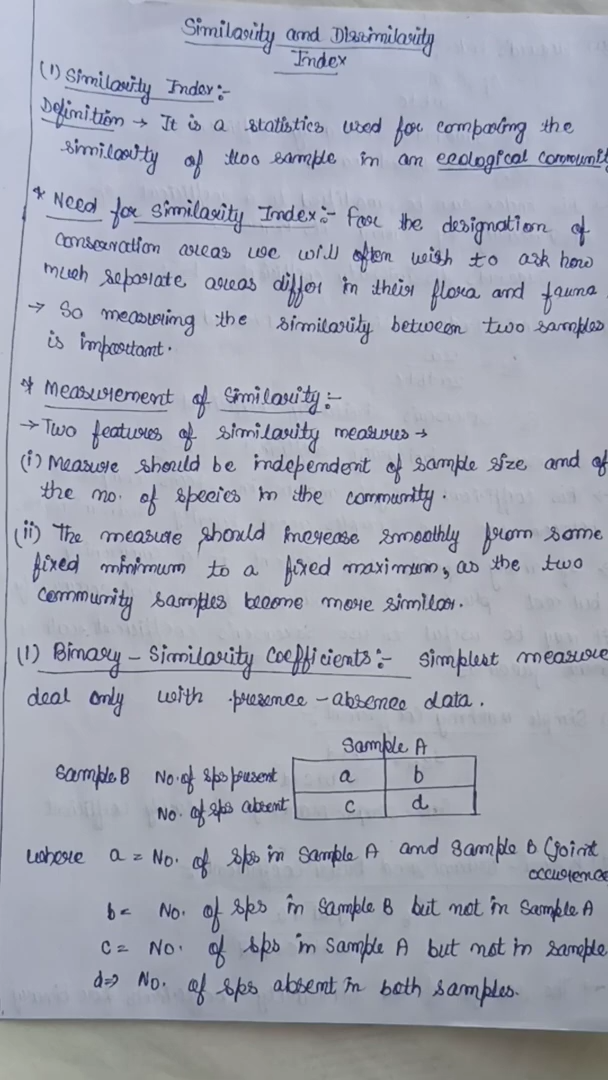 Similarity and Dissimilarity
Index
(1) Similarity Index:-
Definition → It is a statistics used for comparing the
similarity of two sample in an ecological communit
* Need for Similarity Index:- For the designation of
conservation areas we will often wish to ask how
much separate areas differ in their flora and fauna.
→ So measuring the similarity between two samples
is important.
* Measurement of Similarity:-
→ Two features of similarity measures →
(i) Measure should be independent of sample size and of
the no. of species in the community.
(ii) The measure should increase smoothly from some
fixed minimum to a fixed maximum, as the two
community samples become more similar.
(1) Binary - Similarity Coefficients:- simplest measure
deal only with presence - absence data.
Sample A
Sample B No. of sps present a b
No. of sps absent c d
where a = No. of sps in Sample A and Sample B (joint
occurence
b = No. of sps in Sample B but not in Sample A
c = No. of sps in Sample A but not in Sample
d => No. of sps absent in both samples.